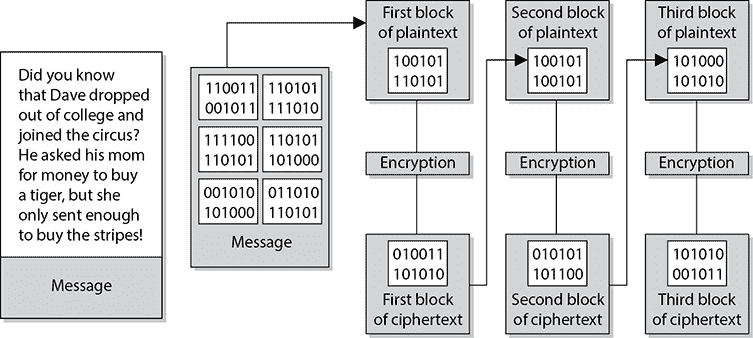 Did you know
that Dave dropped
out of college and
joined the circus?
He asked his mom
for money to buy
a tiger, but she
only sent enough
to buy the stripes!
Message
110011
001011
110101
111010
111100
110101
110101
101000
001010
101000
011010
110101
Message
First block
of plaintext
100101
110101
Encryption
010011
101010
First block
of ciphertext
Second block
of plaintext
100101
100101
Encryption
010101
101100
Second block
of ciphertext
Third block
of plaintext
101000
101010
Encryption
101010
001011
Third block
of ciphertext